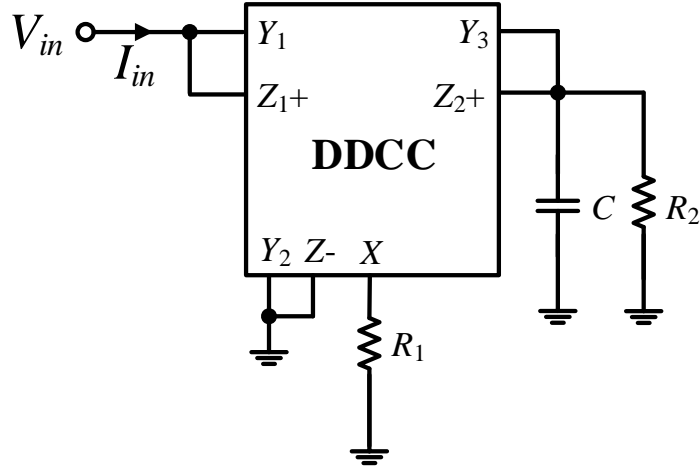 V_in
I_in
Y_1
Y_3
Z_1+
Z_2+
DDCC
C
R_2
Y_2
Z-
X
R_1